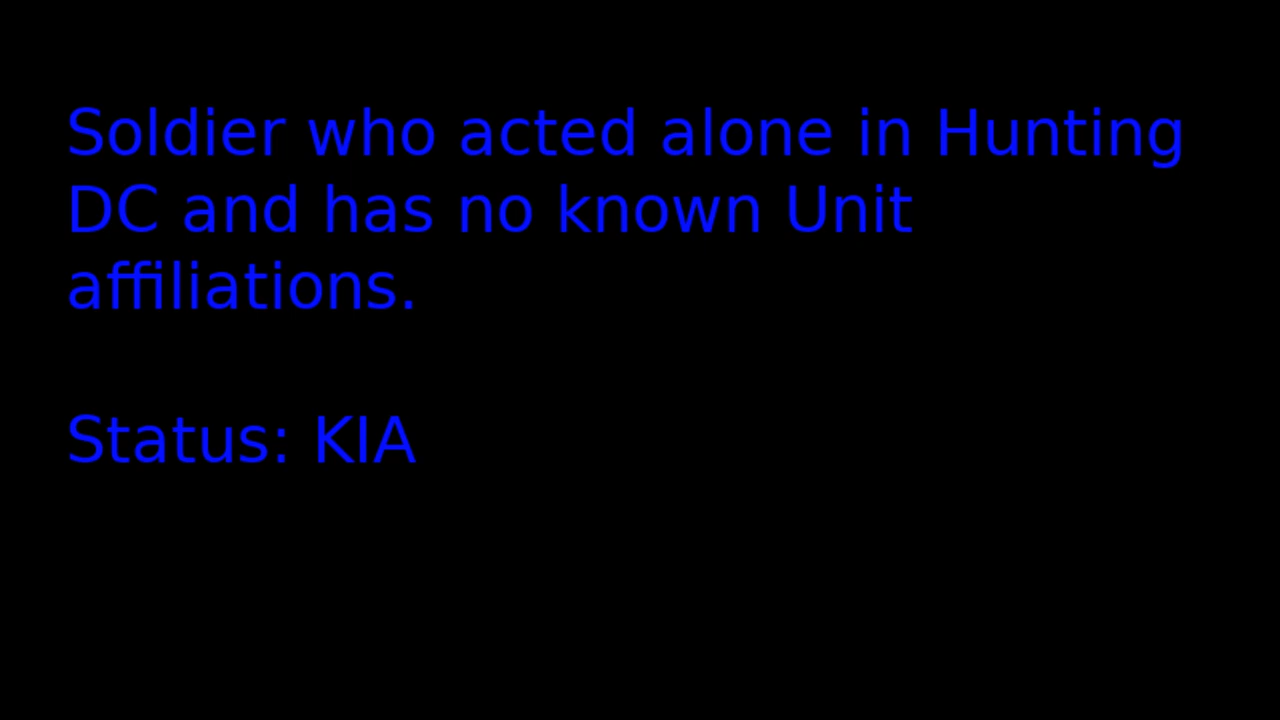 Soldier who acted alone in Hunting
DC and has no known Unit
affiliations.
Status: KIA